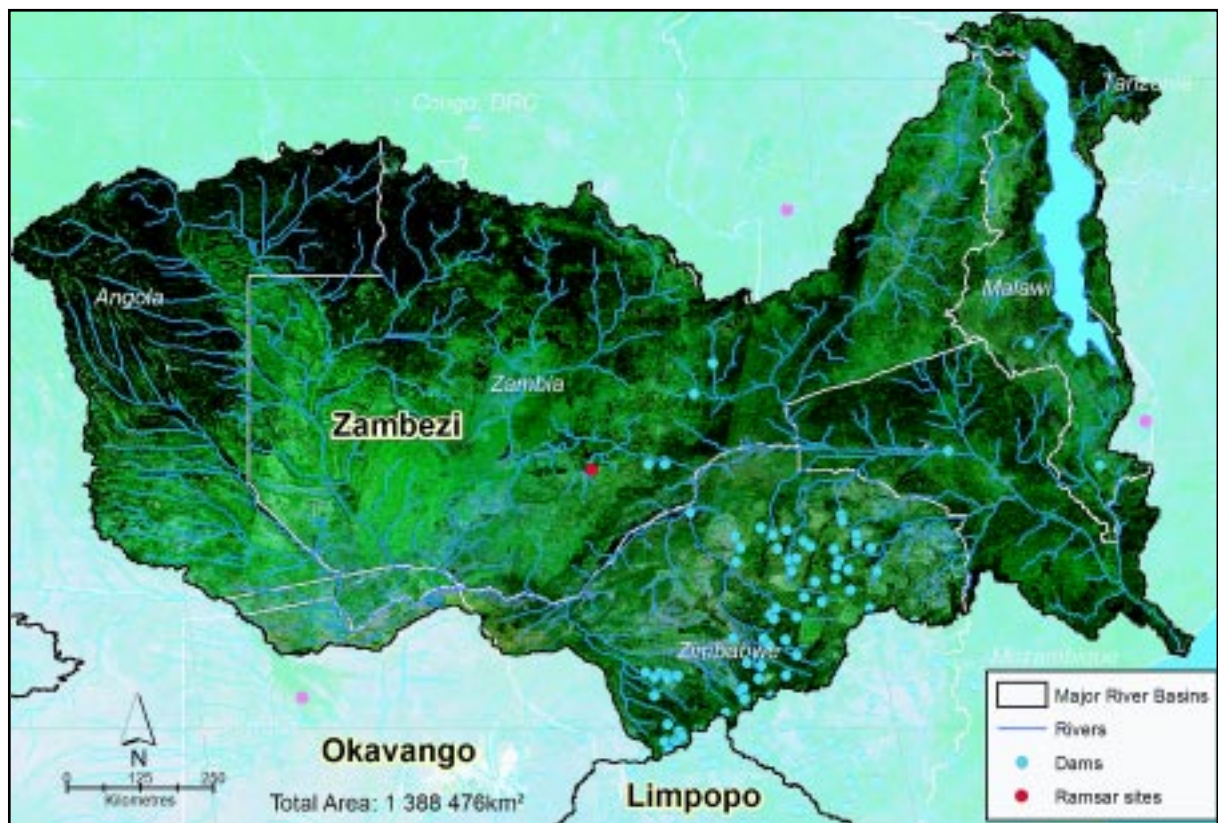 Congo, DRC
Tanzania
Angola
Malawi
Zambia
Zambezi
Zimbabwe
Mozambique
Major River Basins
Rivers
Dams
Ramsar sites
N
0 125 250
Kilometres
Okavango
Total Area: 1 388 476km²
Limpopo